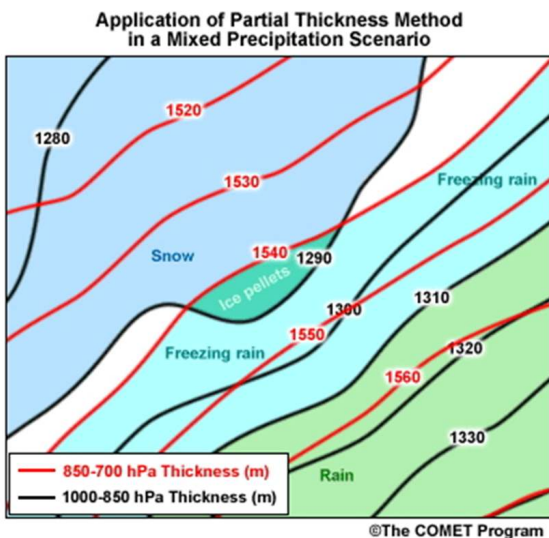 Application of Partial Thickness Method
in a Mixed Precipitation Scenario
1520
1280
1530
Freezing rain
1540
1290
Snow
Ice pellets
1310
1300
1550
1320
Freezing rain
1560
1330
Rain
850-700 hPa Thickness (m)
1000-850 hPa Thickness (m)
©The COMET Program